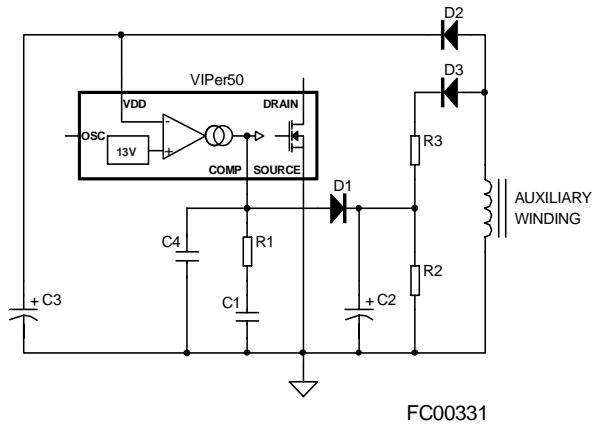 D2
VIPer50
D3
VDD
DRAIN
-
OSC
13V
+
R3
COMP
SOURCE
D1
AUXILIARY
WINDING
C4
R1
R2
C3
+
C1
+
C2
FC00331